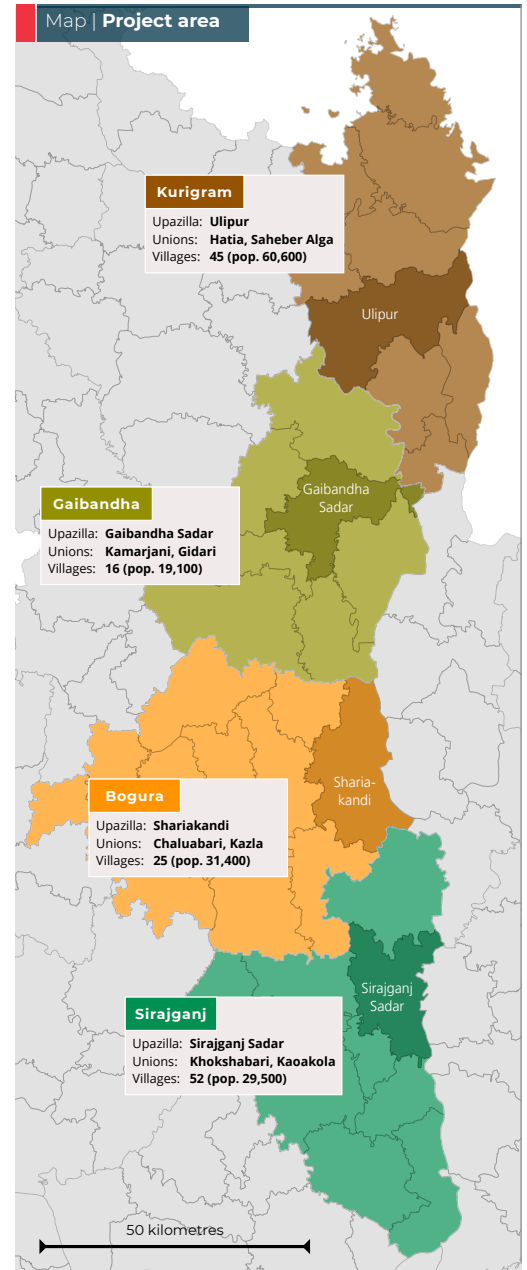 Map | Project area
Kurigram
Upazilla: Ulipur
Unions: Hatia, Saheber Alga
Villages: 45 (pop. 60,600)
Ulipur
Gaibandha
Sadar
Gaibandha
Upazilla: Gaibandha Sadar
Unions: Kamarjani, Gidari
Villages: 16 (pop. 19,100)
Sharia-
kandi
Bogura
Upazilla: Shariakandi
Unions: Chaluabari, Kazla
Villages: 25 (pop. 31,400)
Sirajganj
Sadar
Sirajganj
Upazilla: Sirajganj Sadar
Unions: Khokshabari, Kaoakola
Villages: 52 (pop. 29,500)
50 kilometres